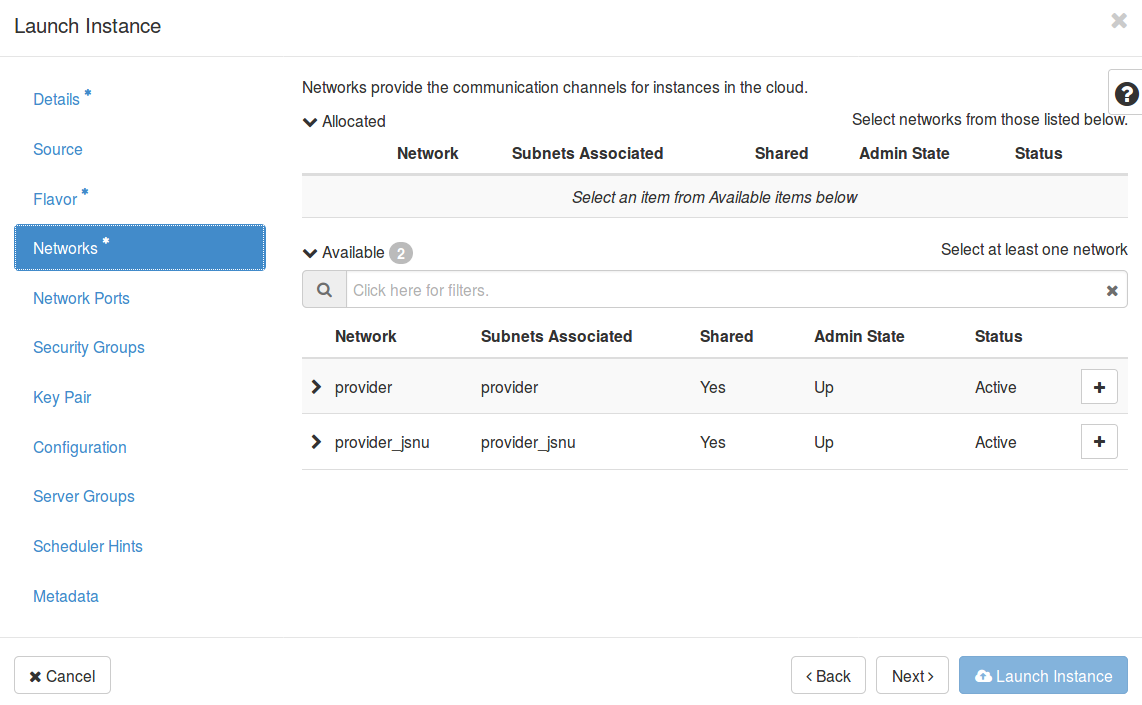 Launch Instance
Details *
Source
Flavor *
Networks *
Network Ports
Security Groups
Key Pair
Configuration
Server Groups
Scheduler Hints
Metadata
Networks provide the communication channels for instances in the cloud.
Allocated Select networks from those listed below.
Network Subnets Associated Shared Admin State Status
Select an item from Available items below
Available 2 Select at least one network
Click here for filters.
Network Subnets Associated Shared Admin State Status
provider provider Yes Up Active
provider_jsnu provider_jsnu Yes Up Active
Cancel ‹ Back Next › Launch Instance